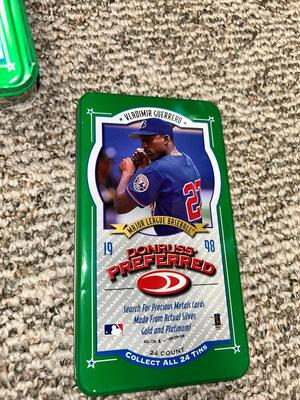 VLADIMIR GUERRERO
27
MAJOR LEAGUE BASEBALL
19 98
DONRUSS
PREFERRED
Search For Precious Metals Cards
Made From Actual Silver,
Gold and Platinum!
24 COUNT
COLLECT ALL 24 TINS